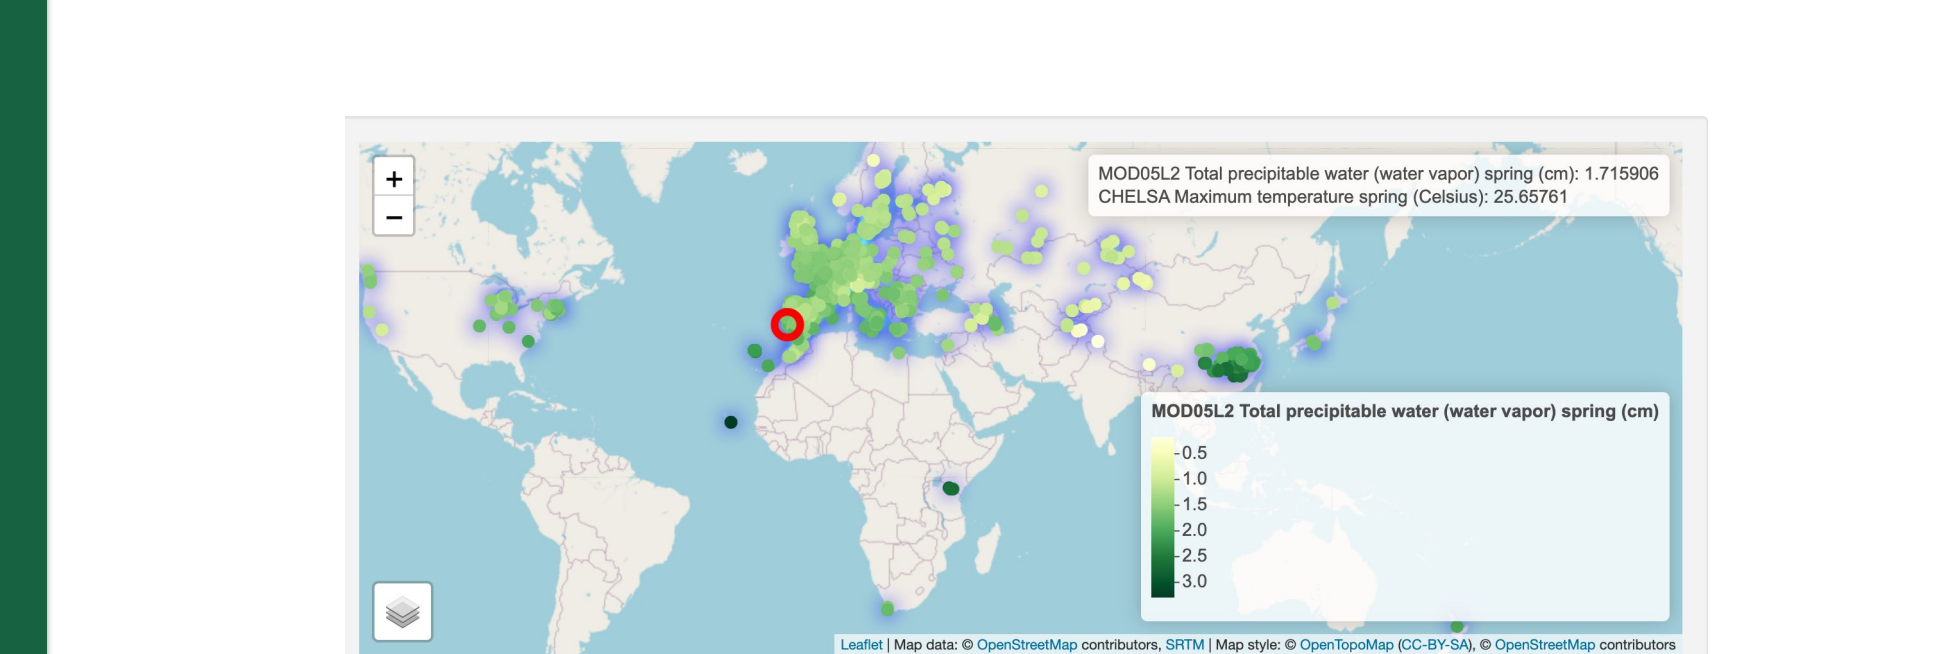 +
−
MOD05L2 Total precipitable water (water vapor) spring (cm): 1.715906
CHELSA Maximum temperature spring (Celsius): 25.65761
MOD05L2 Total precipitable water (water vapor) spring (cm)
0.5
1.0
1.5
2.0
2.5
3.0
Leaflet | Map data: © OpenStreetMap contributors, SRTM | Map style: © OpenTopoMap (CC-BY-SA), © OpenStreetMap contributors